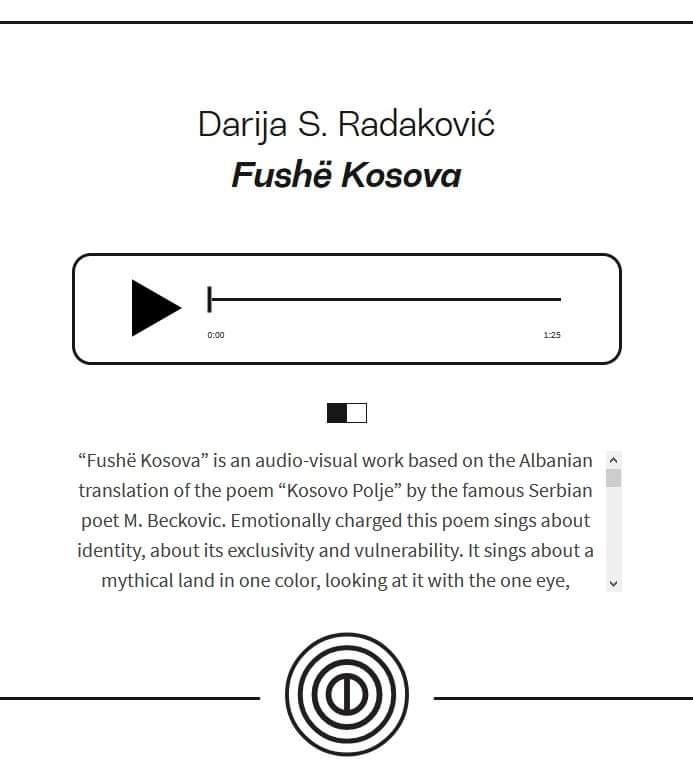 Darija S. Radaković
Fushë Kosova
0:00
1:25
“Fushë Kosova” is an audio-visual work based on the Albanian
translation of the poem “Kosovo Polje” by the famous Serbian
poet M. Beckovic. Emotionally charged this poem sings about
identity, about its exclusivity and vulnerability. It sings about a
mythical land in one color, looking at it with the one eye,